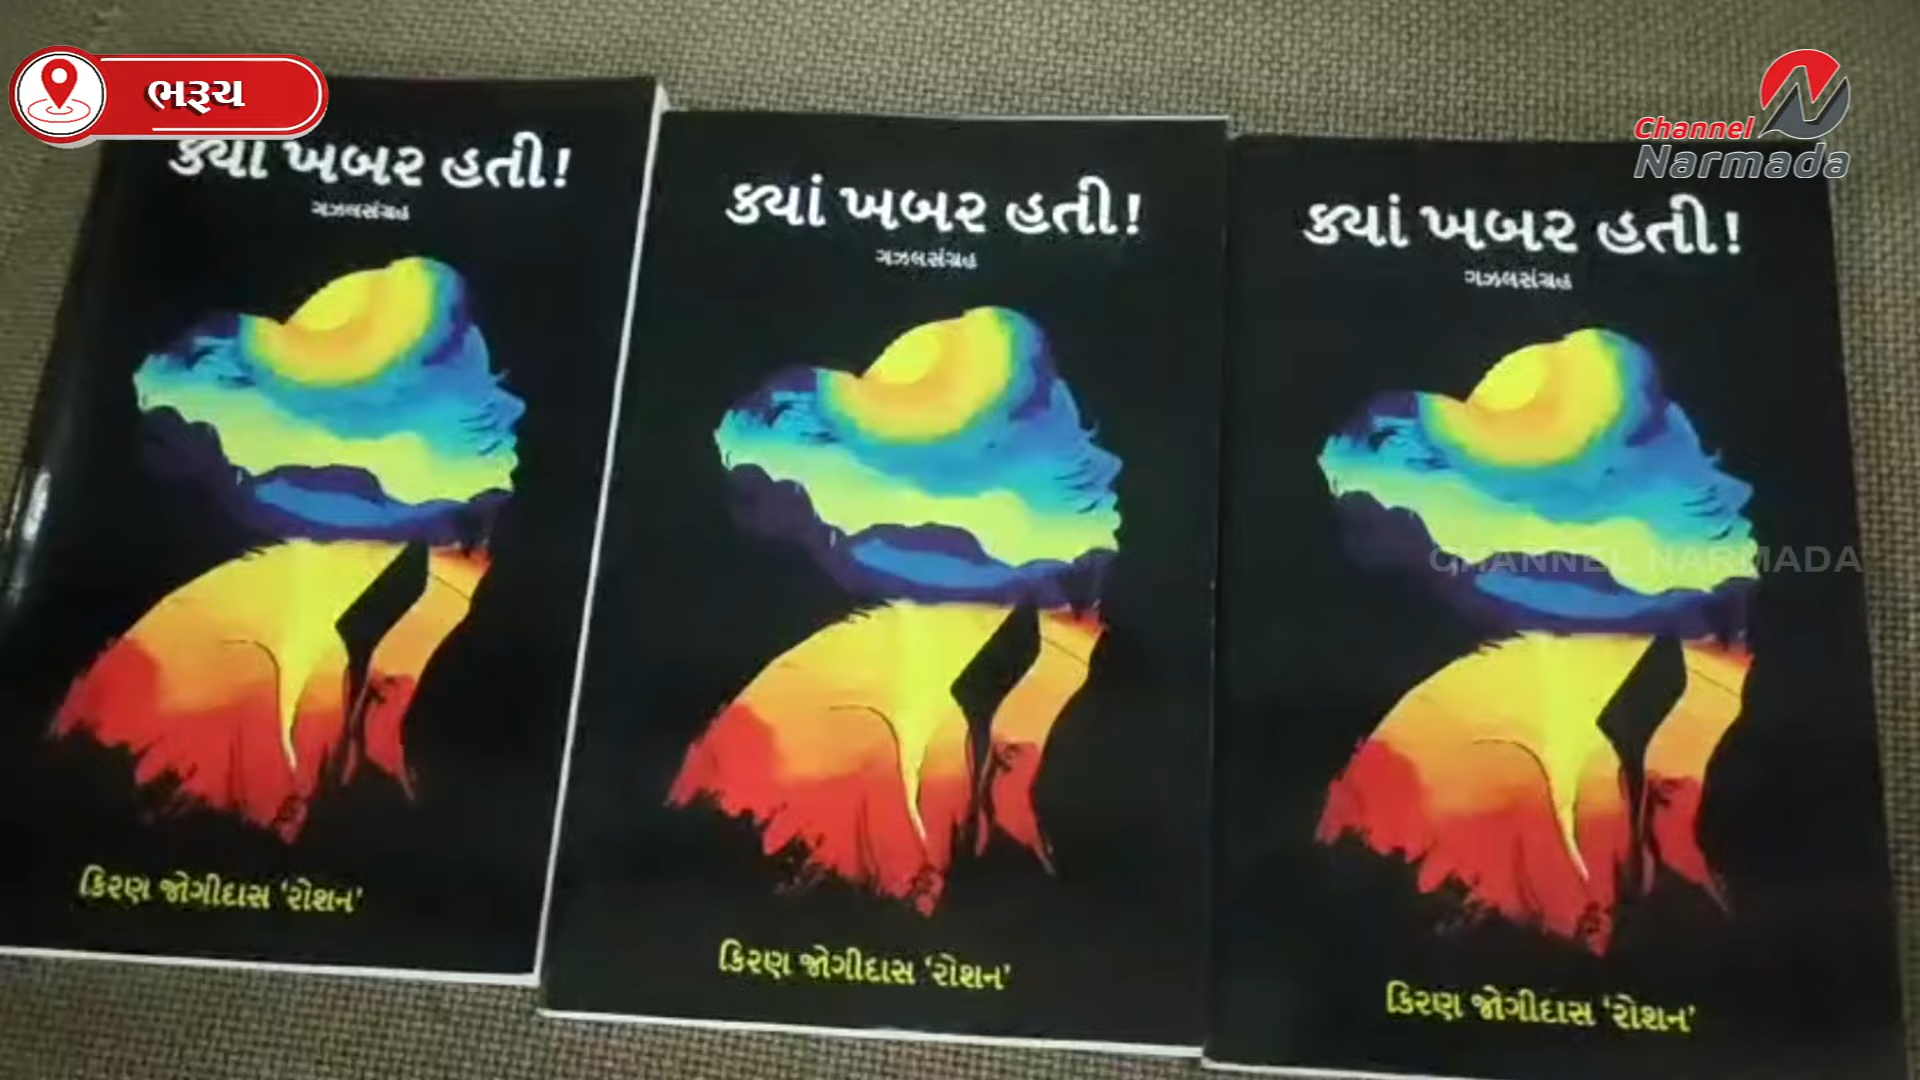 ભરૂચ
Channel
Narmada
ક્યાં ખબર હતી!
ગઝલસંગ્રહ
કિરણ જોગીદાસ ‘રોશન’
ક્યાં ખબર હતી!
ગઝલસંગ્રહ
કિરણ જોગીદાસ ‘રોશન’
ક્યાં ખબર હતી!
ગઝલસંગ્રહ
CHANNEL NARMADA
કિરણ જોગીદાસ ‘રોશન’